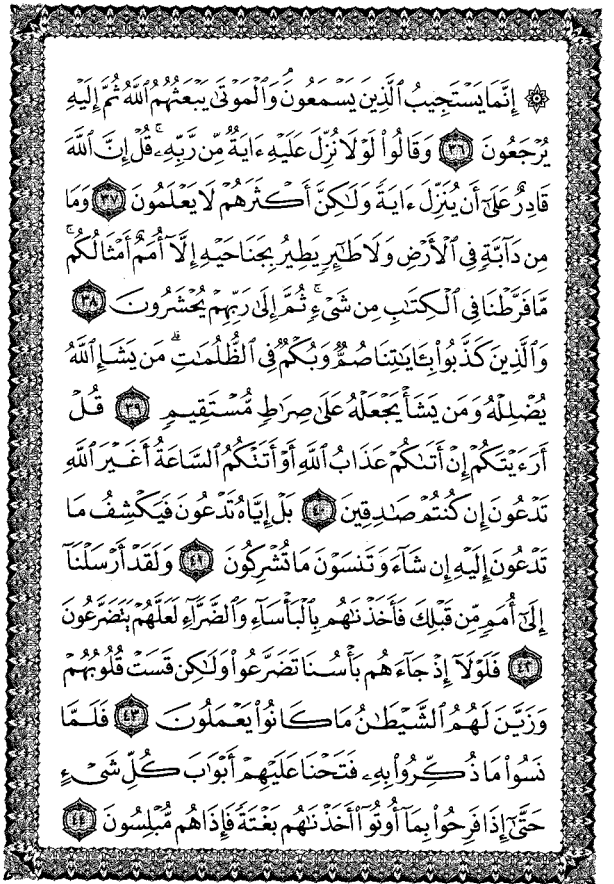 ۞ إِنَّمَا يَسْتَجِيبُ ٱلَّذِينَ يَسْمَعُونَ وَٱلْمَوْتَىٰ يَبْعَثُهُمُ ٱللَّهُ ثُمَّ إِلَيْهِ
يُرْجَعُونَ ٣٦ وَقَالُوا۟ لَوْلَا نُزِّلَ عَلَيْهِ ءَايَةٌ مِّن رَّبِّهِۦ ۚ قُلْ إِنَّ ٱللَّهَ
قَادِرٌ عَلَىٰٓ أَن يُنَزِّلَ ءَايَةً وَلَـٰكِنَّ أَكْثَرَهُمْ لَا يَعْلَمُونَ ٣٧ وَمَا
مِن دَآبَّةٍ فِى ٱلْأَرْضِ وَلَا طَـٰٓئِرٍ يَطِيرُ بِجَنَاحَيْهِ إِلَّآ أُمَمٌ أَمْثَالُكُم ۚ
مَّا فَرَّطْنَا فِى ٱلْكِتَـٰبِ مِن شَىْءٍ ۚ ثُمَّ إِلَىٰ رَبِّهِمْ يُحْشَرُونَ ٣٨
وَٱلَّذِينَ كَذَّبُوا۟ بِـَٔايَـٰتِنَا صُمٌّ وَبُكْمٌ فِى ٱلظُّلُمَـٰتِ ۗ مَن يَشَإِ ٱللَّهُ
يُضْلِلْهُ وَمَن يَشَأْ يَجْعَلْهُ عَلَىٰ صِرَٰطٍ مُّسْتَقِيمٍ ٣٩ قُلْ
أَرَءَيْتَكُمْ إِنْ أَتَىٰكُمْ عَذَابُ ٱللَّهِ أَوْ أَتَتْكُمُ ٱلسَّاعَةُ أَغَيْرَ ٱللَّهِ
تَدْعُونَ إِن كُنتُمْ صَـٰدِقِينَ ٤٠ بَلْ إِيَّاهُ تَدْعُونَ فَيَكْشِفُ مَا
تَدْعُونَ إِلَيْهِ إِن شَآءَ وَتَنسَوْنَ مَا تُشْرِكُونَ ٤١ وَلَقَدْ أَرْسَلْنَآ
إِلَىٰٓ أُمَمٍ مِّن قَبْلِكَ فَأَخَذْنَـٰهُم بِٱلْبَأْسَآءِ وَٱلضَّرَّآءِ لَعَلَّهُمْ يَتَضَرَّعُونَ
٤٢ فَلَوْلَآ إِذْ جَآءَهُم بَأْسُنَا تَضَرَّعُوا۟ وَلَـٰكِن قَسَتْ قُلُوبُهُمْ
وَزَيَّنَ لَهُمُ ٱلشَّيْطَـٰنُ مَا كَانُوا۟ يَعْمَلُونَ ٤٣ فَلَمَّا
نَسُوا۟ مَا ذُكِّرُوا۟ بِهِۦ فَتَحْنَا عَلَيْهِمْ أَبْوَٰبَ كُلِّ شَىْءٍ
حَتَّىٰٓ إِذَا فَرِحُوا۟ بِمَآ أُوتُوٓا۟ أَخَذْنَـٰهُم بَغْتَةً فَإِذَا هُم مُّبْلِسُونَ ٤٤